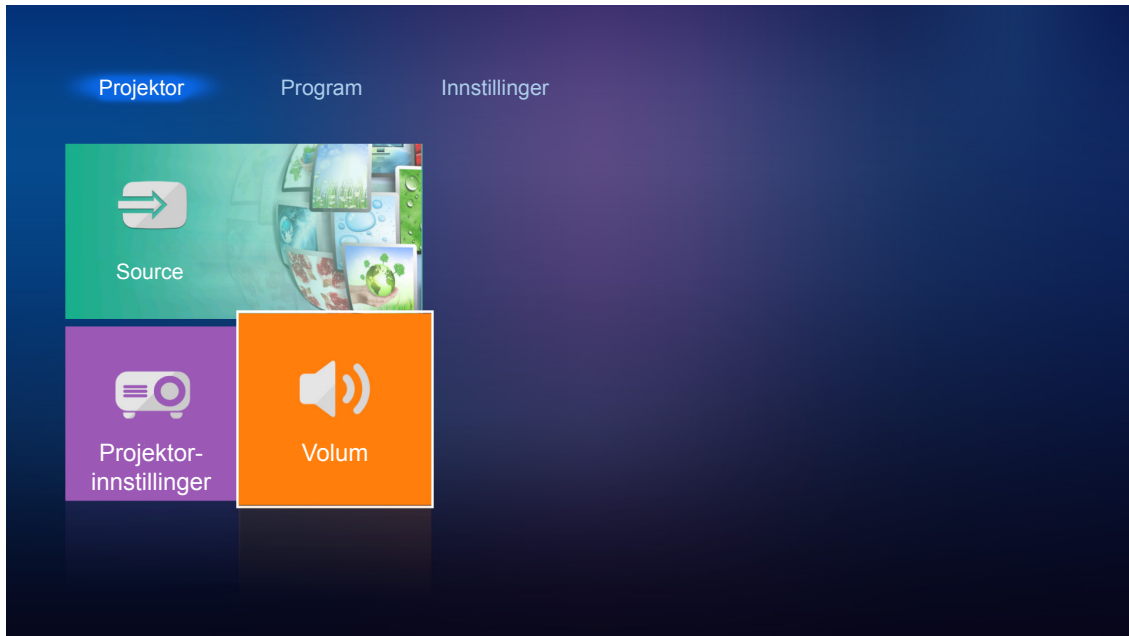 Projektor Program Innstillinger
Source
Projektor-
innstillinger
Volum